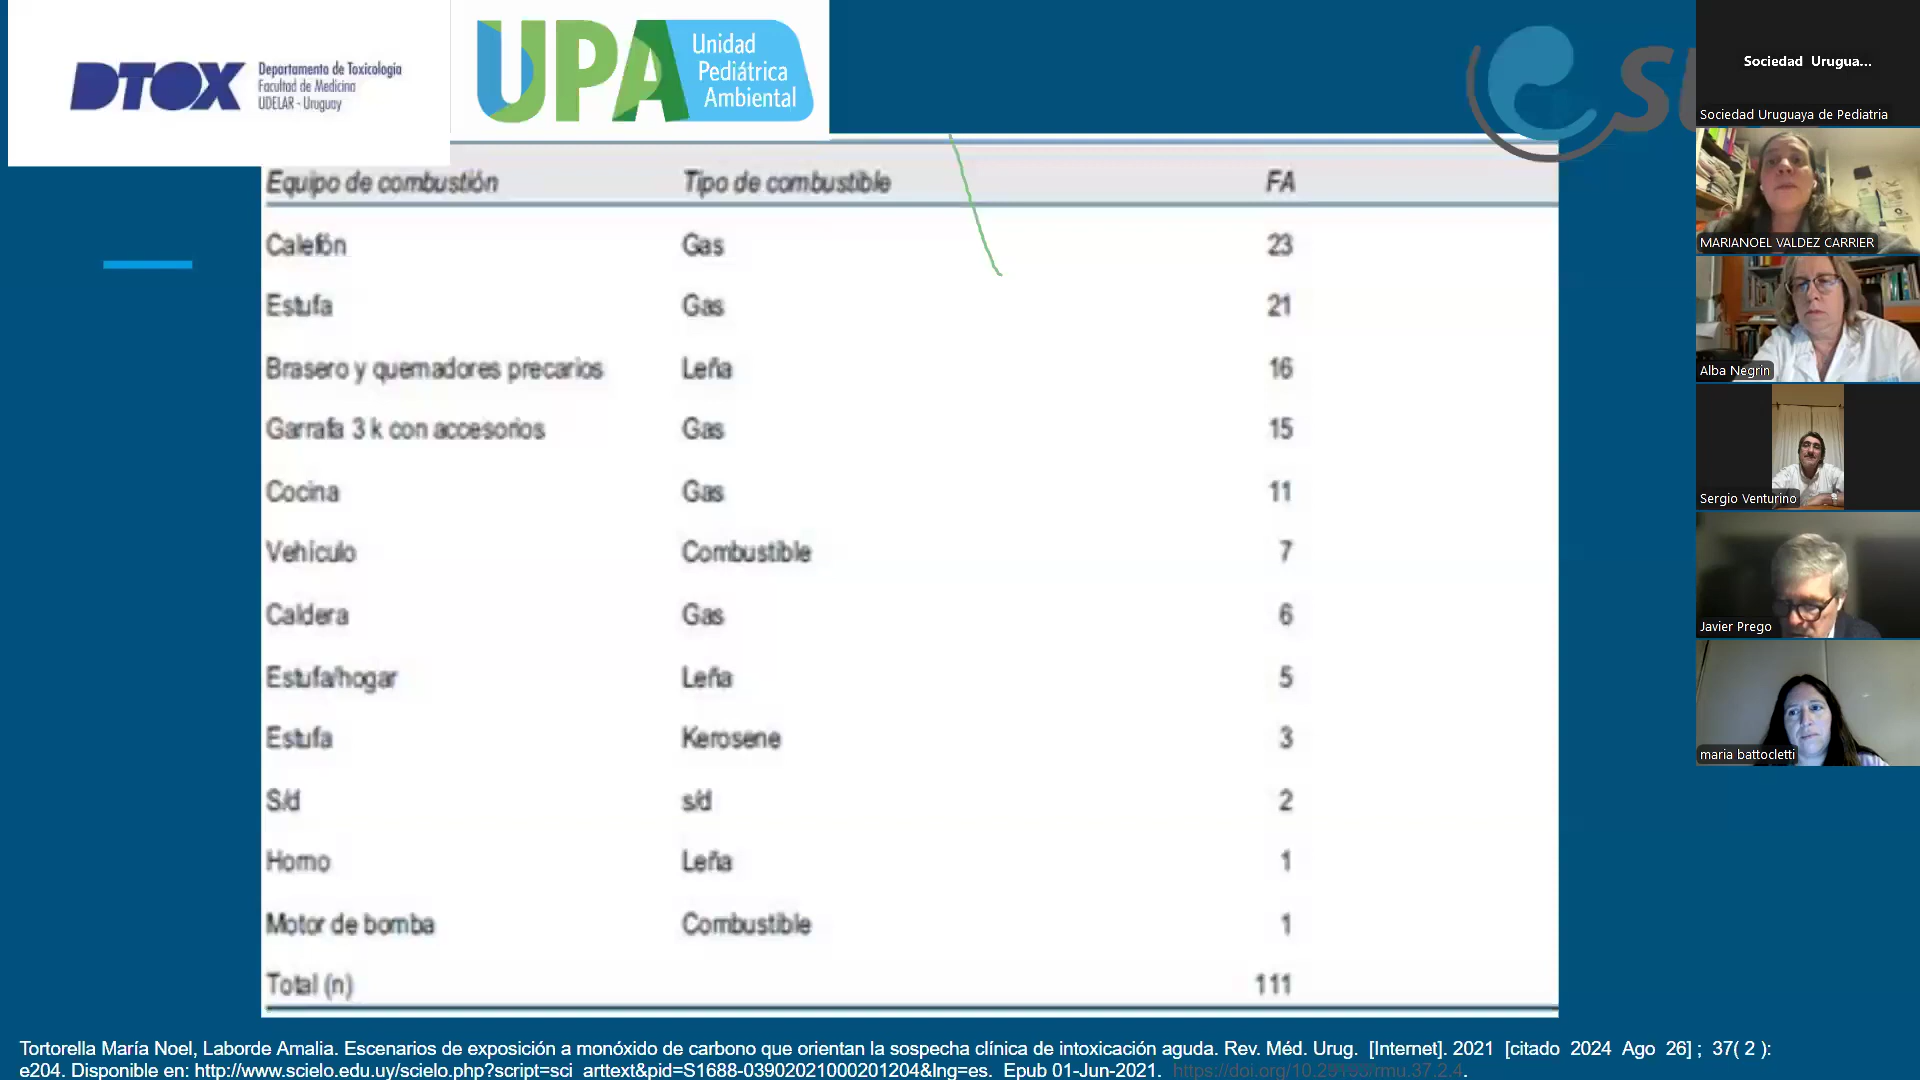 DTOX
Departamento de Toxicología
Facultad de Medicina
UDELAR - Uruguay
UPA
Unidad
Pediátrica
Ambiental
Sociedad Urugua...
Sociedad Uruguaya de Pediatria
MARIANOEL VALDEZ CARRIER
Alba Negrin
Sergio Venturino
Javier Prego
maria battocletti
Equipo de combustión Tipo de combustible FA
Calefón Gas 23
Estufa Gas 21
Brasero y quemadores precarios Leña 16
Garrafa 3 k con accesorios Gas 15
Cocina Gas 11
Vehículo Combustible 7
Caldera Gas 6
Estufa/hogar Leña 5
Estufa Kerosene 3
S/d s/d 2
Horno Leña 1
Motor de bomba Combustible 1
Total (n) 111
Tortorella María Noel, Laborde Amalia. Escenarios de exposición a monóxido de carbono que orientan la sospecha clínica de intoxicación aguda. Rev. Méd. Urug. [Internet]. 2021 [citado 2024 Ago 26] ; 37( 2 ):
e204. Disponible en: http://www.scielo.edu.uy/scielo.php?script=sci_arttext&pid=S1688-03902021000201204&lng=es. Epub 01-Jun-2021.